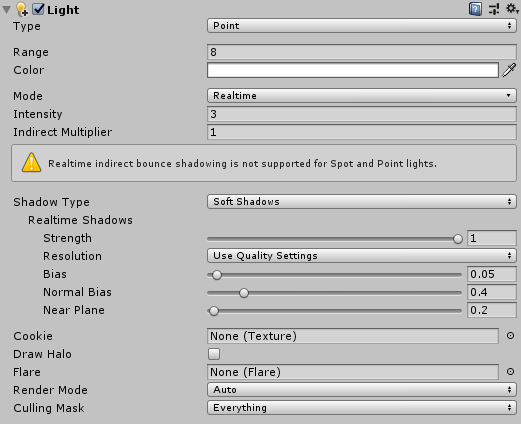 Light
Type Point
Range 8
Color
Mode Realtime
Intensity 3
Indirect Multiplier 1
Realtime indirect bounce shadowing is not supported for Spot and Point lights.
Shadow Type Soft Shadows
Realtime Shadows
Strength 1
Resolution Use Quality Settings
Bias 0.05
Normal Bias 0.4
Near Plane 0.2
Cookie None (Texture)
Draw Halo
Flare None (Flare)
Render Mode Auto
Culling Mask Everything